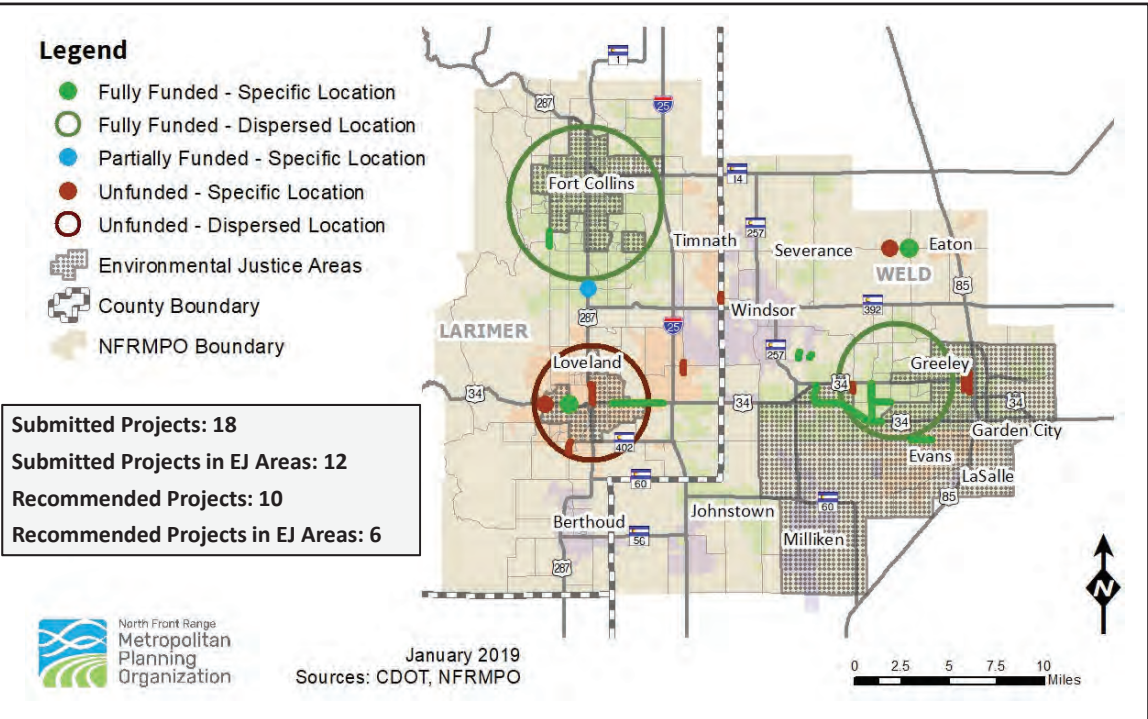 Legend
Fully Funded - Specific Location
Fully Funded - Dispersed Location
Partially Funded - Specific Location
Unfunded - Specific Location
Unfunded - Dispersed Location
Environmental Justice Areas
County Boundary
NFRMPO Boundary
Submitted Projects: 18
Submitted Projects in EJ Areas: 12
Recommended Projects: 10
Recommended Projects in EJ Areas: 6
1
287
25
Fort Collins
14
Timnath
257
Severance
Eaton
WELD
85
392
Windsor
287
LARIMER
25
257
Loveland
Greeley
34
34
34
34
34
Garden City
402
Evans
LaSalle
60
85
Berthoud
Johnstown
60
56
Milliken
287
N
North Front Range
Metropolitan
Planning
Organization
January 2019
Sources: CDOT, NFRMPO
0 2.5 5 7.5 10
Miles